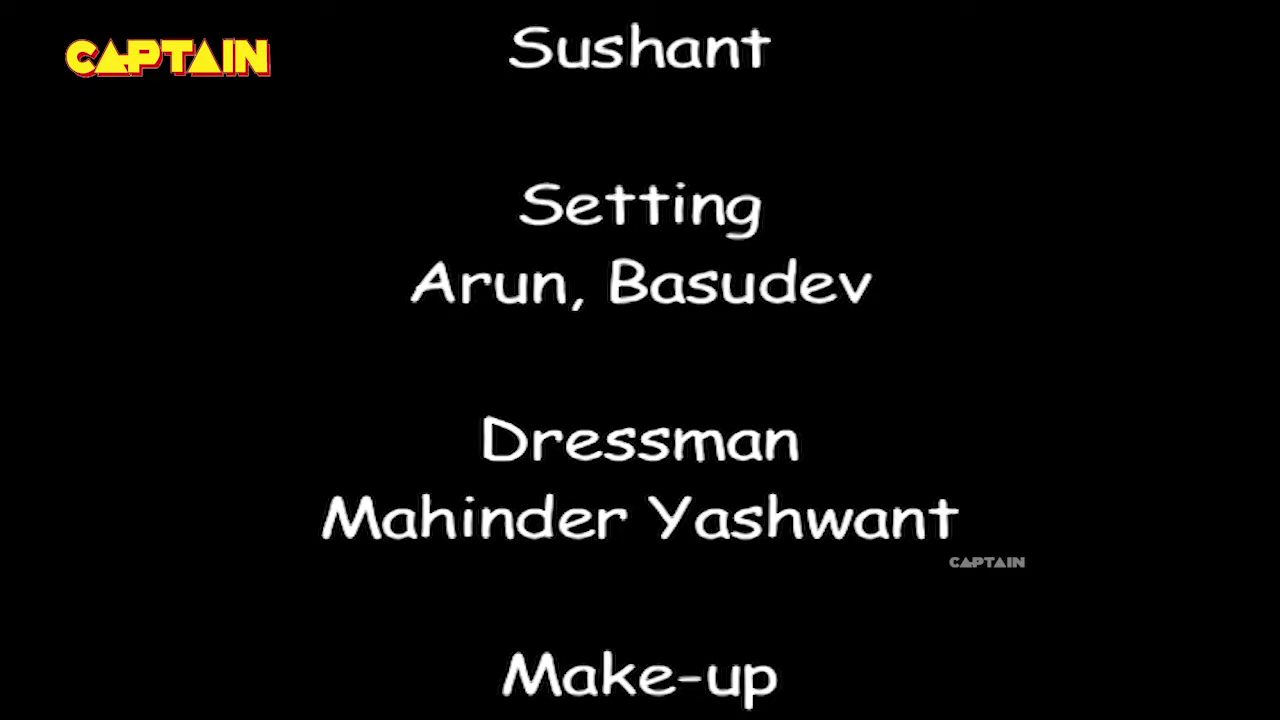 CAPTAIN
Sushant
Setting
Arun, Basudev
Dressman
Mahinder Yashwant
CAPTAIN
Make-up